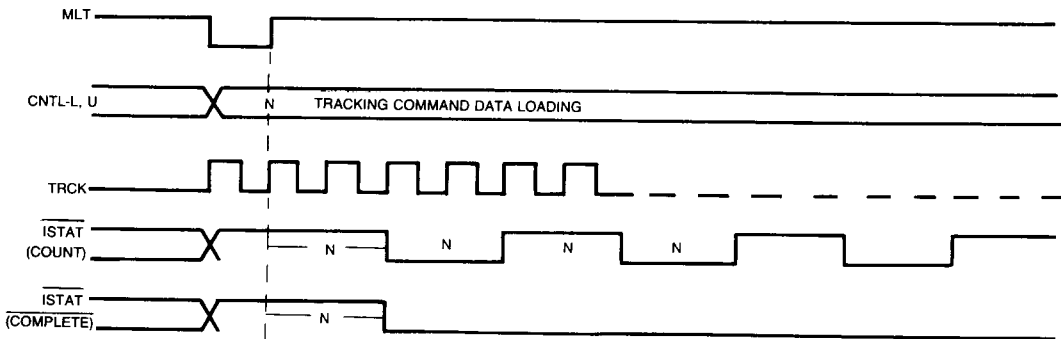 MLT
CNTL-L, U
N TRACKING COMMAND DATA LOADING
TRCK
ISTAT
(COUNT)
N N N N
ISTAT
(COMPLETE)
N